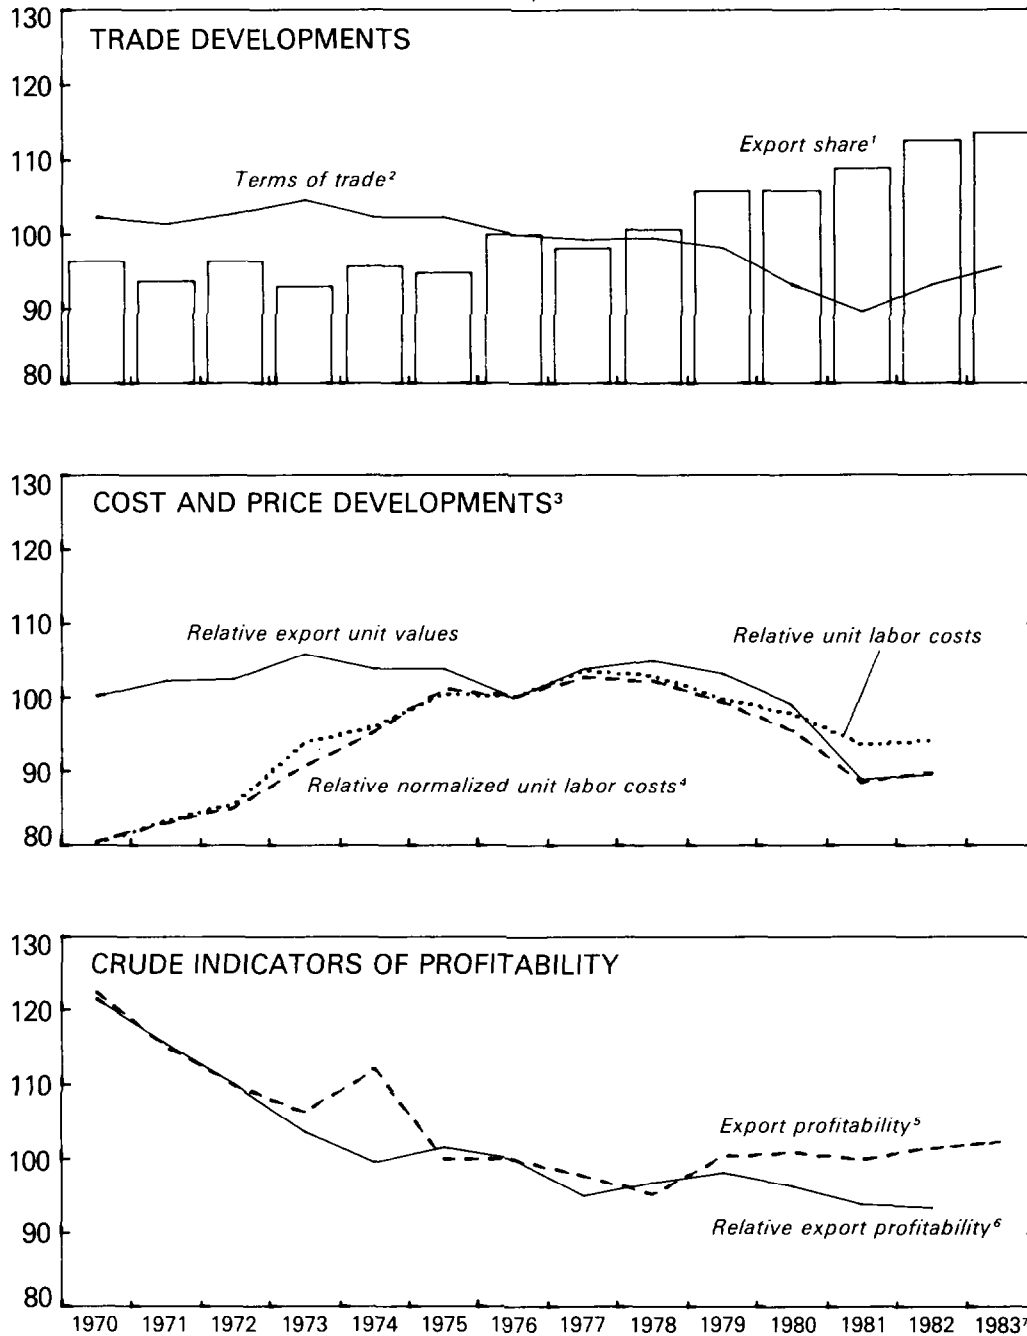 130
TRADE DEVELOPMENTS
120
110
Export share¹
Terms of trade²
100
90
80
130
COST AND PRICE DEVELOPMENTS³
120
110
Relative export unit values
Relative unit labor costs
100
90
Relative normalized unit labor costs⁴
80
130
CRUDE INDICATORS OF PROFITABILITY
120
110
Export profitability⁵
100
90
Relative export profitability⁶
80
1970 1971 1972 1973 1974 1975 1976 1977 1978 1979 1980 1981 1982 1983⁷